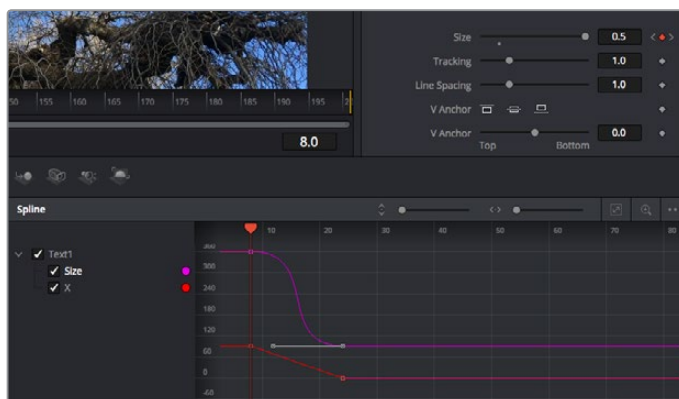 Size 0.5
Tracking 1.0
Line Spacing 1.0
V Anchor
V Anchor 0.0
Top Bottom
50 155 160 165 170 175 180 185 190 195
8.0
Spline
10 20 30 40 50 60 70 80
Text1
Size
X
360
300
240
180
120
60
0
-60